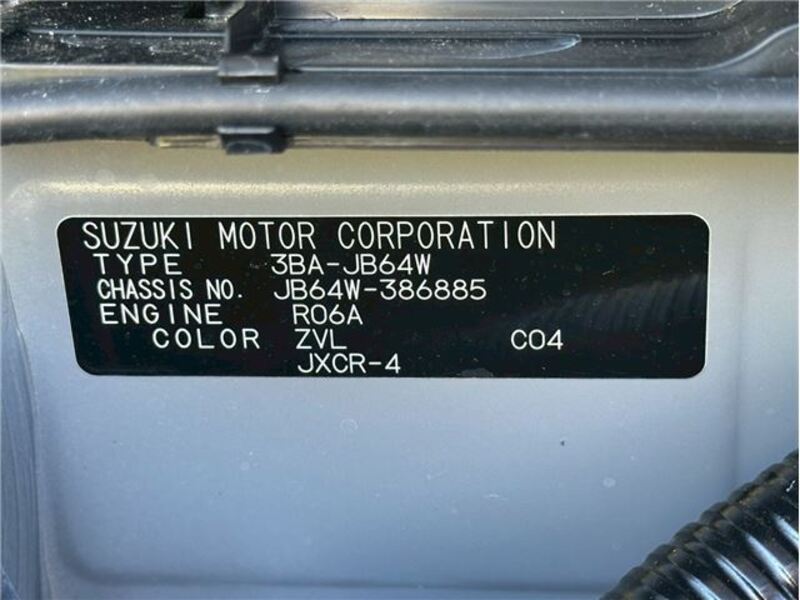 SUZUKI MOTOR CORPORATION
TYPE 3BA-JB64W
CHASSIS NO. JB64W-386885
ENGINE R06A
COLOR ZVL C04
JXCR-4